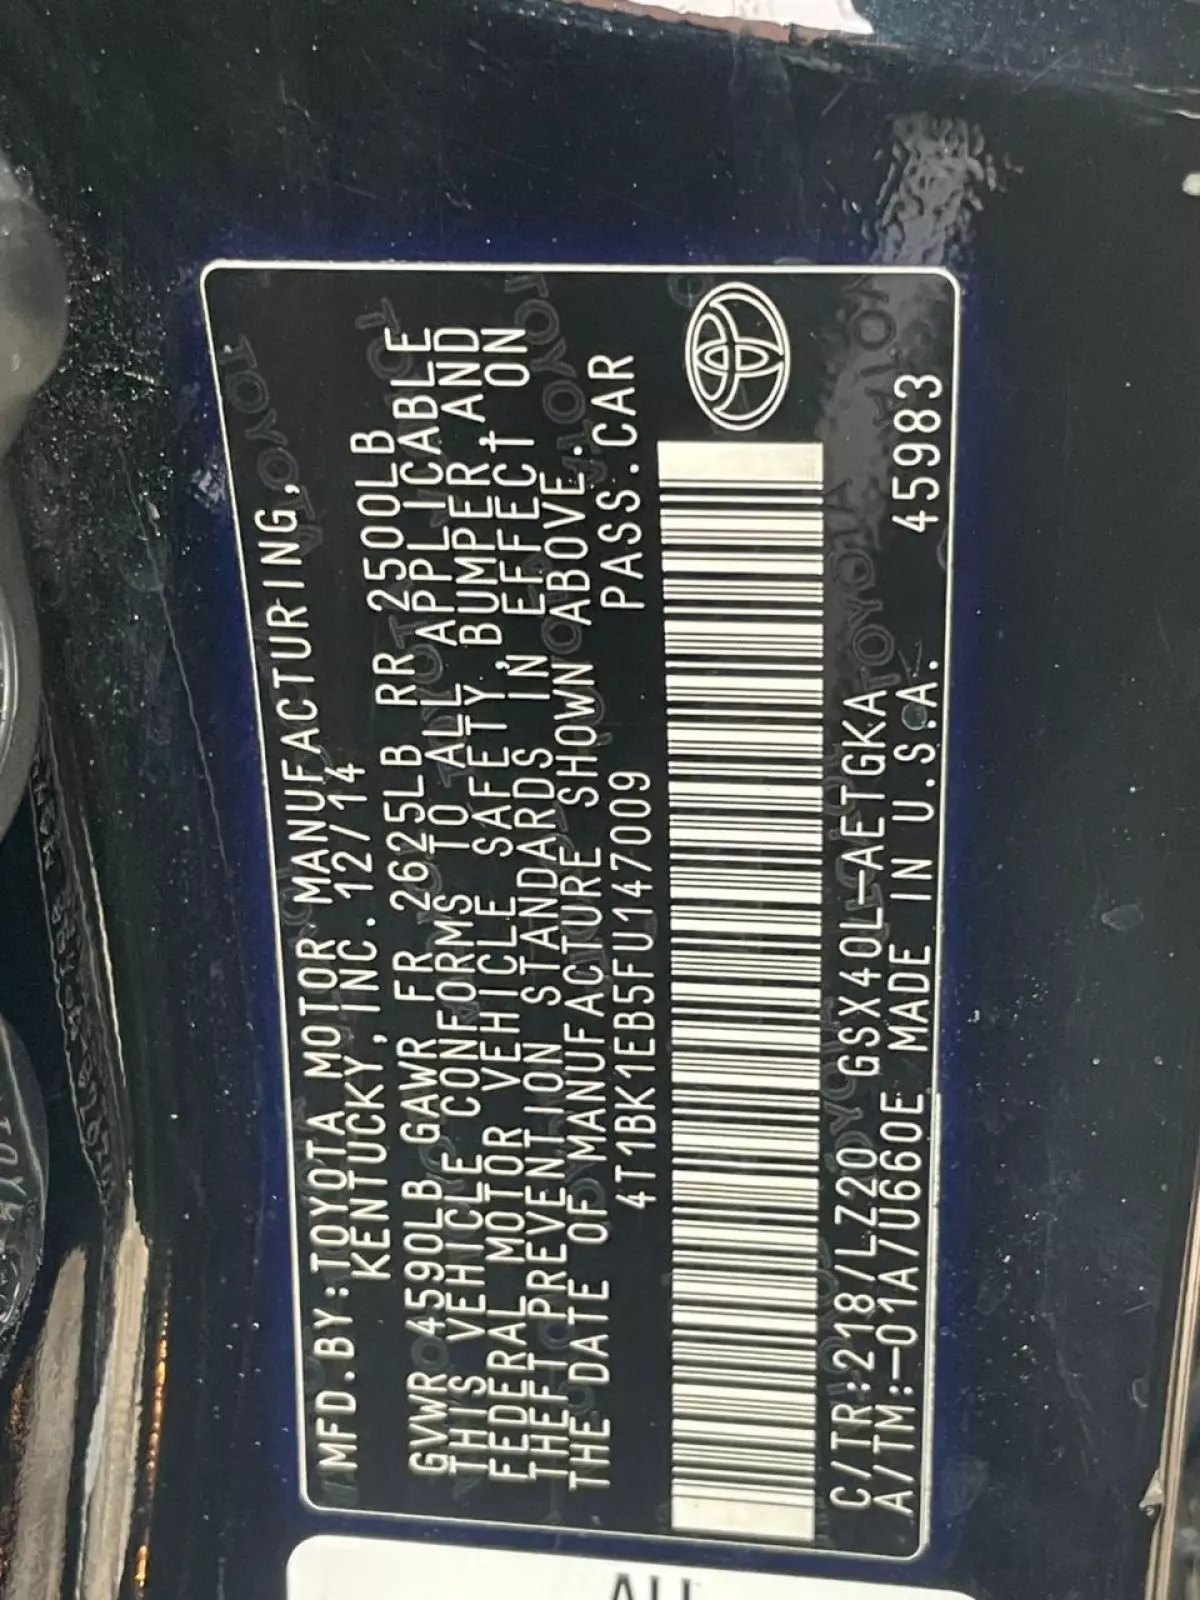 MFD.BY:TOYOTA MOTOR MANUFACTURING,
KENTUCKY, INC. 12/14
GVWR 4590LB GAWR FR 2625LB RR 2500LB
THIS VEHICLE CONFORMS TO ALL APPLICABLE
FEDERAL MOTOR VEHICLE SAFETY, BUMPER, AND
THEFT PREVENTION STANDARDS IN EFFECT ON
THE DATE OF MANUFACTURE SHOWN ABOVE.
4T1BK1EB5FU147009 PASS.CAR
C/TR:218/LZ20 GSX40L-AETGKA
A/TM:-01A/U660E MADE IN U.S.A. 45983